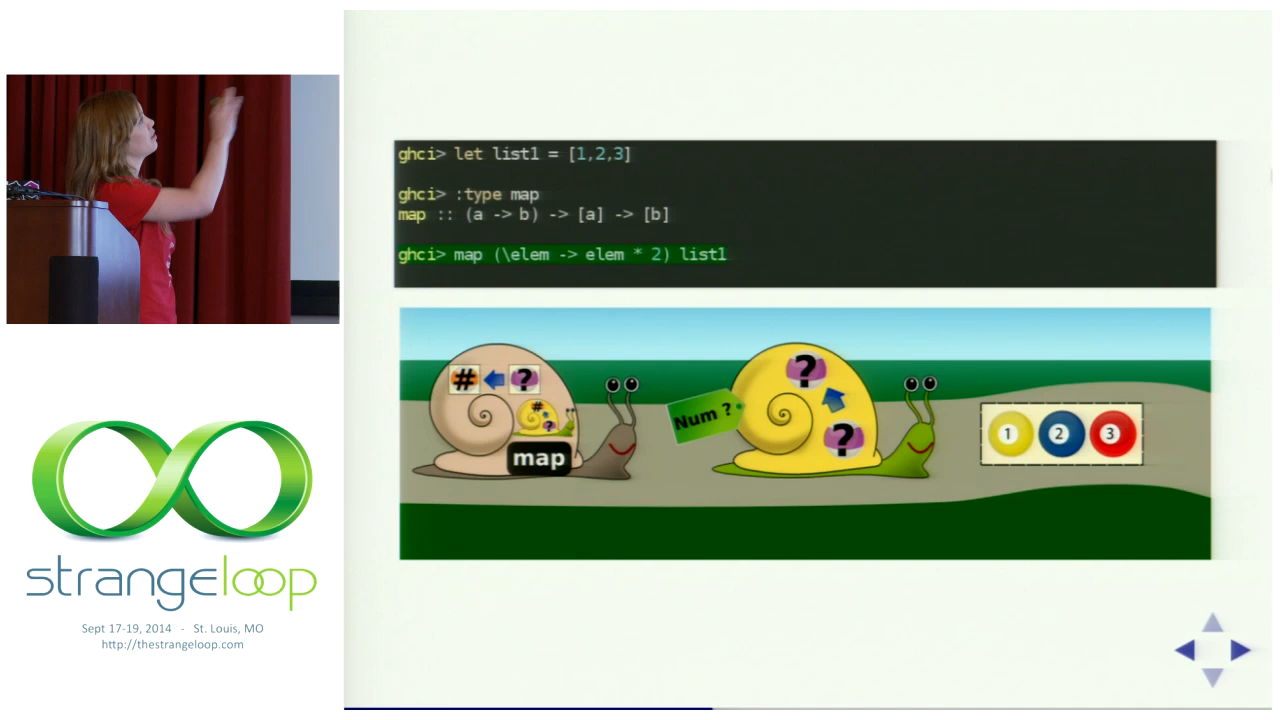 ghci> let list1 = [1,2,3]
ghci> :type map
map :: (a -> b) -> [a] -> [b]
ghci> map (\elem -> elem * 2) list1
# ?
# ?
map
Num ?
?
?
1 2 3
strangeloop
Sept 17-19, 2014 - St. Louis, MO
http://thestrangeloop.com